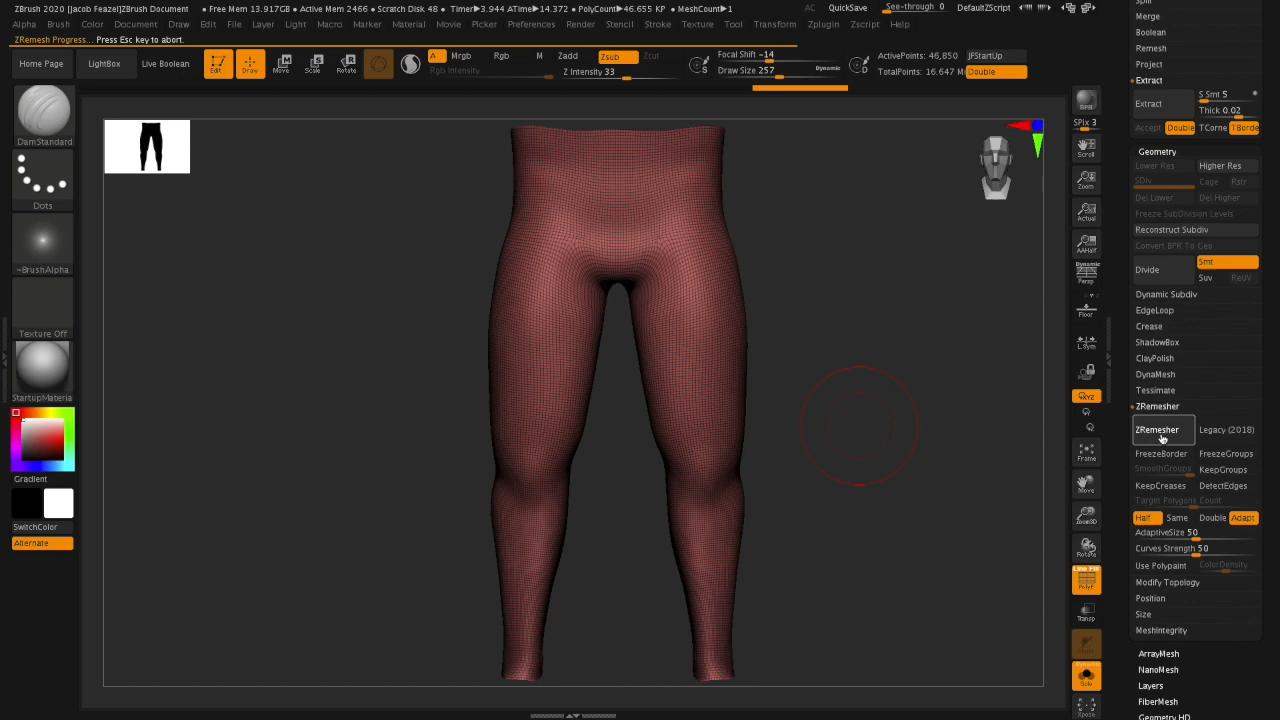 ZBrush 2020 [[Jacob Feazel]ZBrush Document   • Free Mem 13.917GB • Active Mem 2466 • Scratch Disk 48 •   Timer▶3.944 ATime▶14.372   • PolyCount▶46.655 KP   • MeshCount▶1   AC   QuickSave   See-through 0   DefaultZScript
Alpha   Brush   Color   Document   Draw   Edit   File   Layer   Light   Macro   Marker   Material   Movie   Picker   Preferences   Render   Stencil   Stroke   Texture   Tool   Transform   Zplugin   Zscript   Help
ZRemesh Progress... Press Esc key to abort.
Home Page   LightBox   Live Boolean   Edit   Draw   Move   Scale   Rotate
A   Mrgb   Rgb   M   Zadd   Zsub   Zcut
Rgb Intensity   Z Intensity 33
Focal Shift -14
Draw Size 257   Dynamic
S
D
ActivePoints: 46,850   JFStartUp
TotalPoints: 16.647 M   Double
DamStandard
Dots
~BrushAlpha
Texture Off
StartupMateria
Gradient
SwitchColor
Alternate
BPR
SPix 3
Scroll
Zoom
Actual
AAHalf
Dynamic
Persp
Floor
L.Sym
XYZ
Frame
Move
Zoom3D
Rotate
Line Fill
PolyF
Transp
Dynamic
Solo
Xpose
Split
Merge
Boolean
Remesh
Project
Extract
Extract   S Smt 5
Thick 0.02
Accept   Double   TCorne   TBorde
Geometry
Lower Res   Higher Res
SDiv   Cage   Rstr
Del Lower   Del Higher
Freeze SubDivision Levels
Reconstruct Subdiv
Convert BPR To Geo
Divide   Smt
Suv   ReUV
Dynamic Subdiv
EdgeLoop
Crease
ShadowBox
ClayPolish
DynaMesh
Tessimate
ZRemesher
ZRemesher   Legacy (2018)
FreezeBorder   FreezeGroups
SmoothGroups   KeepGroups
KeepCreases   DetectEdges
Target Polygons Count
Half   Same   Double   Adapt
AdaptiveSize 50
Curves Strength 50
Use Polypaint   ColorDensity
Modify Topology
Position
Size
MeshIntegrity
ArrayMesh
NanoMesh
Layers
FiberMesh
Geometry HD